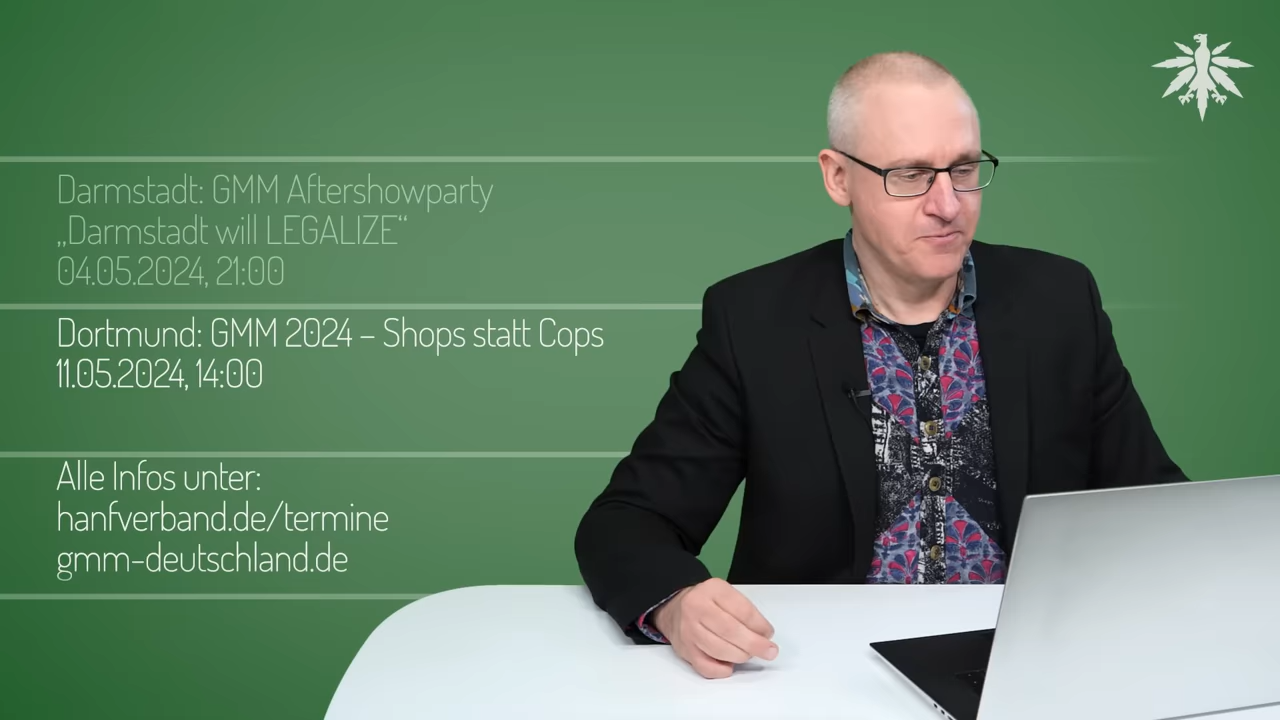 Darmstadt: GMM Aftershowparty
„Darmstadt will LEGALIZE“
04.05.2024, 21:00
Dortmund: GMM 2024 – Shops statt Cops
11.05.2024, 14:00
Alle Infos unter:
hanfverband.de/termine
gmm-deutschland.de